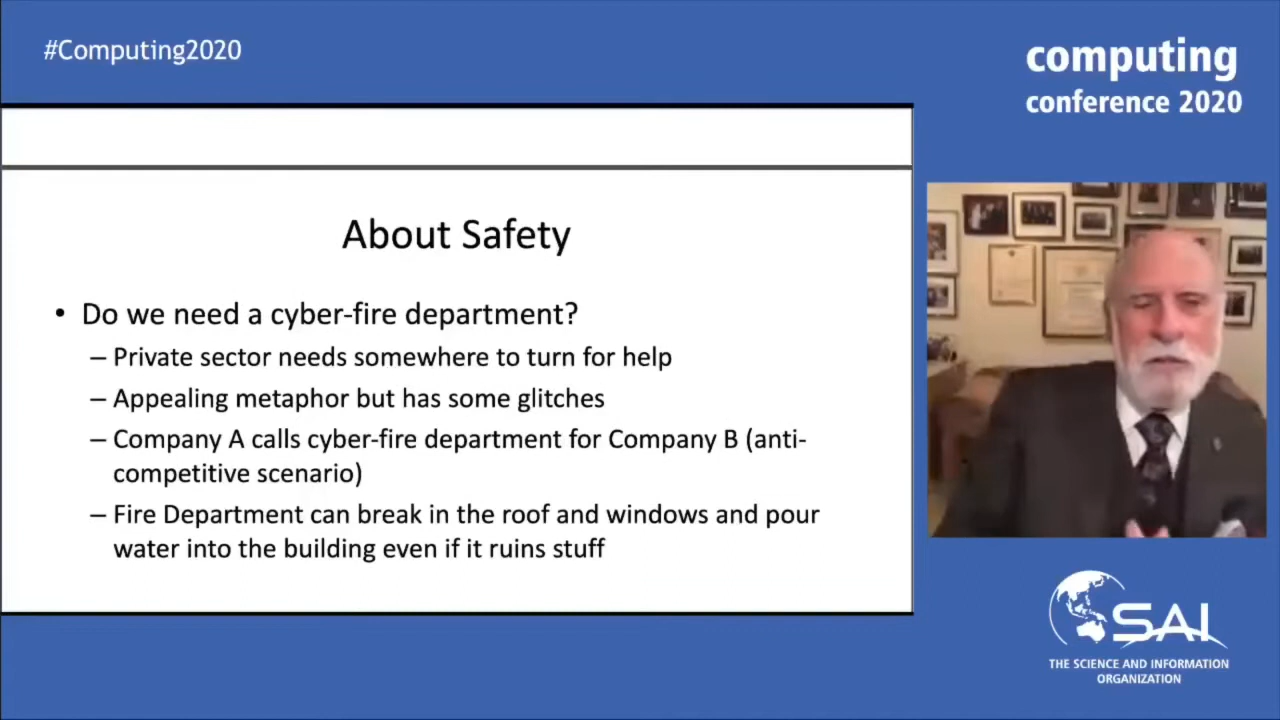 #Computing2020
computing
conference 2020
About Safety
• Do we need a cyber-fire department?
– Private sector needs somewhere to turn for help
– Appealing metaphor but has some glitches
– Company A calls cyber-fire department for Company B (anti-
competitive scenario)
– Fire Department can break in the roof and windows and pour
water into the building even if it ruins stuff
SAI
THE SCIENCE AND INFORMATION
ORGANIZATION